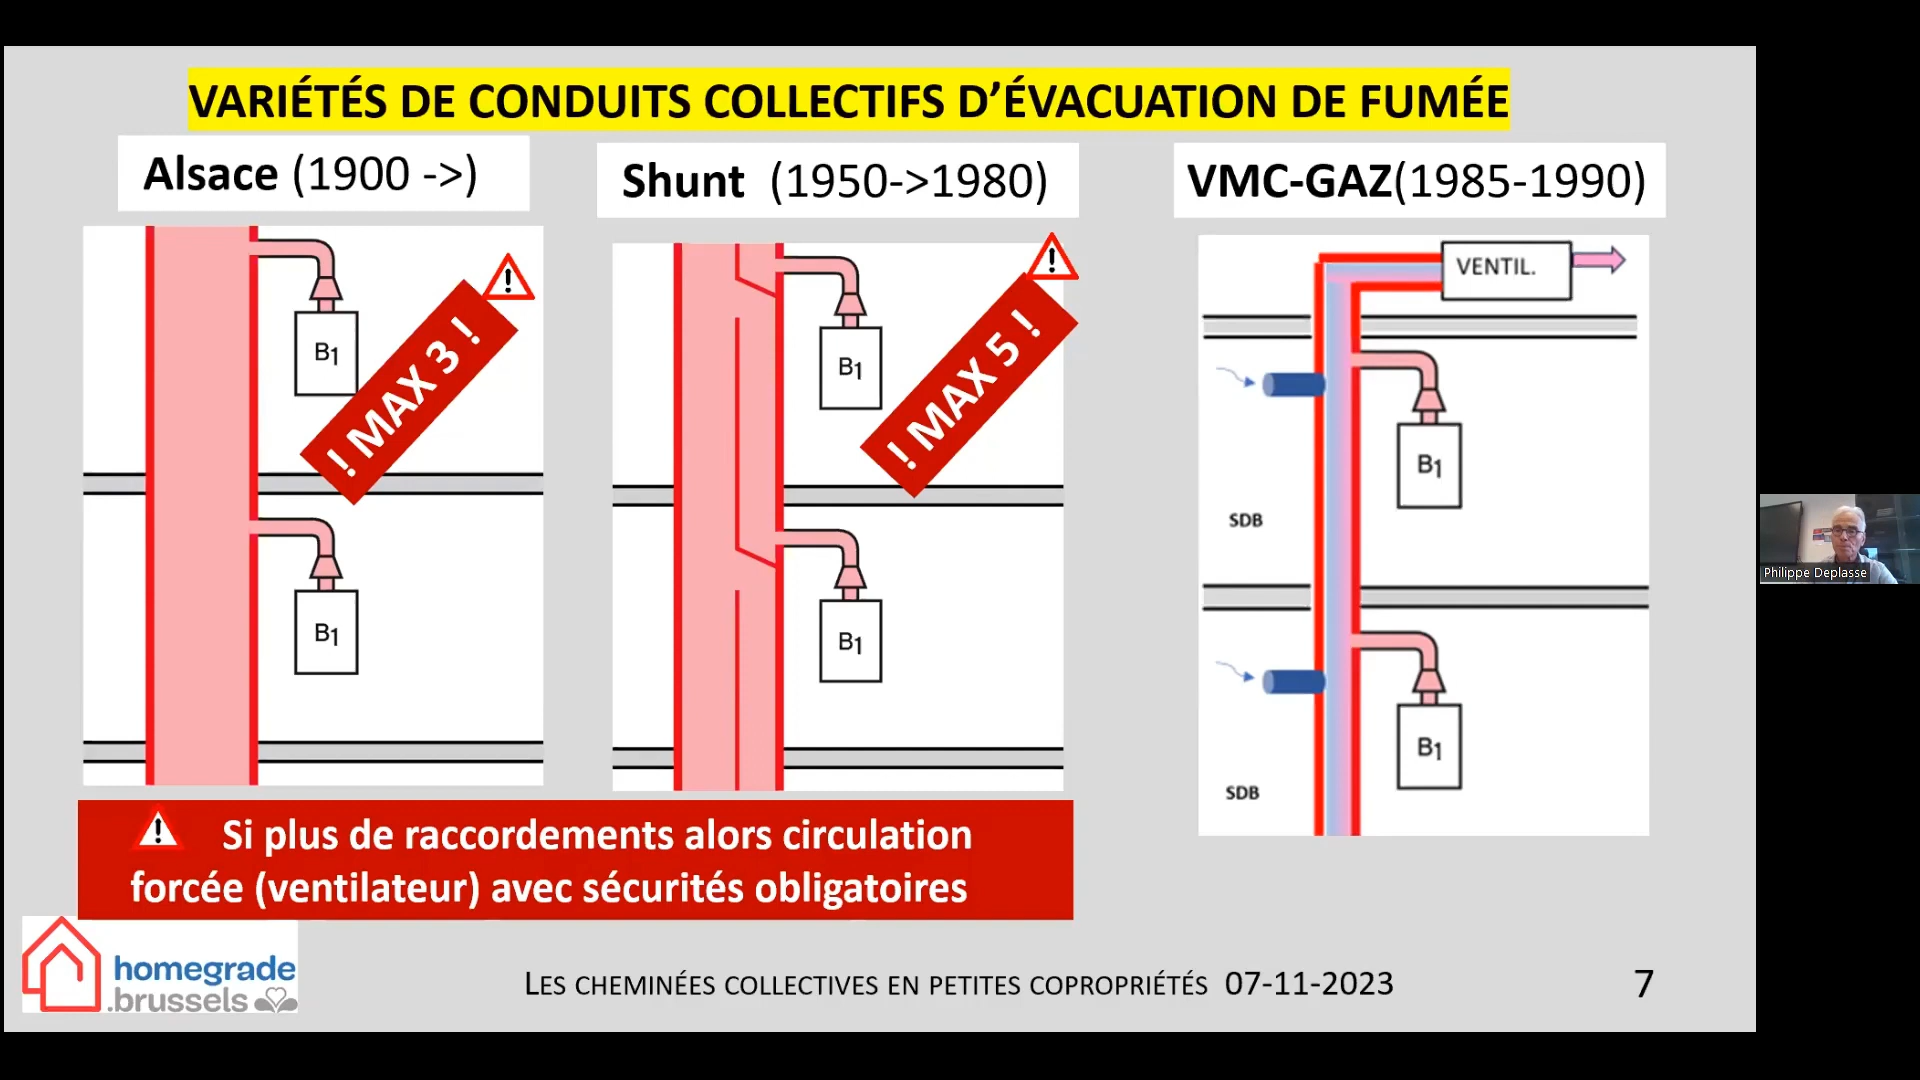 VARIÉTÉS DE CONDUITS COLLECTIFS D’ÉVACUATION DE FUMÉE
Alsace (1900 ->)
Shunt (1950->1980)
VMC-GAZ(1985-1990)
B1
! MAX 3 !
B1
B1
! MAX 5 !
B1
VENTIL.
B1
SDB
B1
SDB
Si plus de raccordements alors circulation
forcée (ventilateur) avec sécurités obligatoires
homegrade
.brussels
LES CHEMINÉES COLLECTIVES EN PETITES COPROPRIÉTÉS 07-11-2023
7
Philippe Deplasse